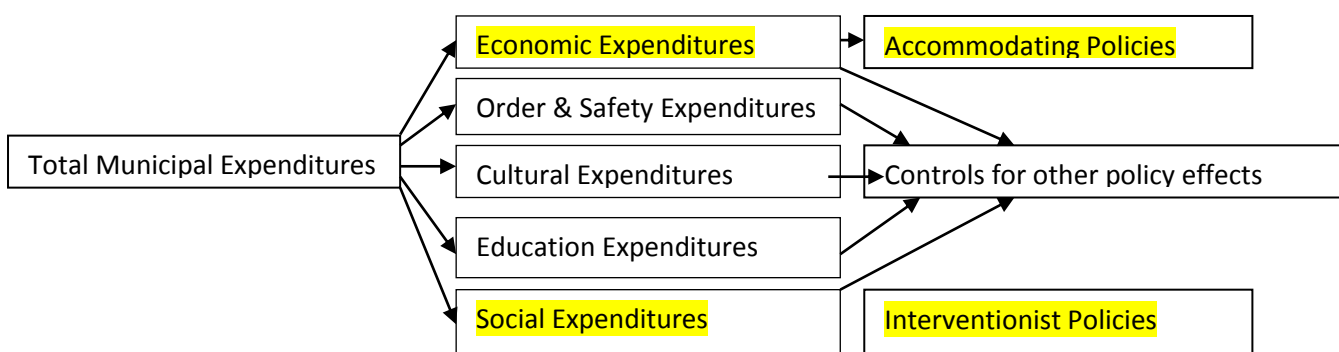 Economic Expenditures
Accommodating Policies
Order & Safety Expenditures
Total Municipal Expenditures
Cultural Expenditures
Controls for other policy effects
Education Expenditures
Social Expenditures
Interventionist Policies